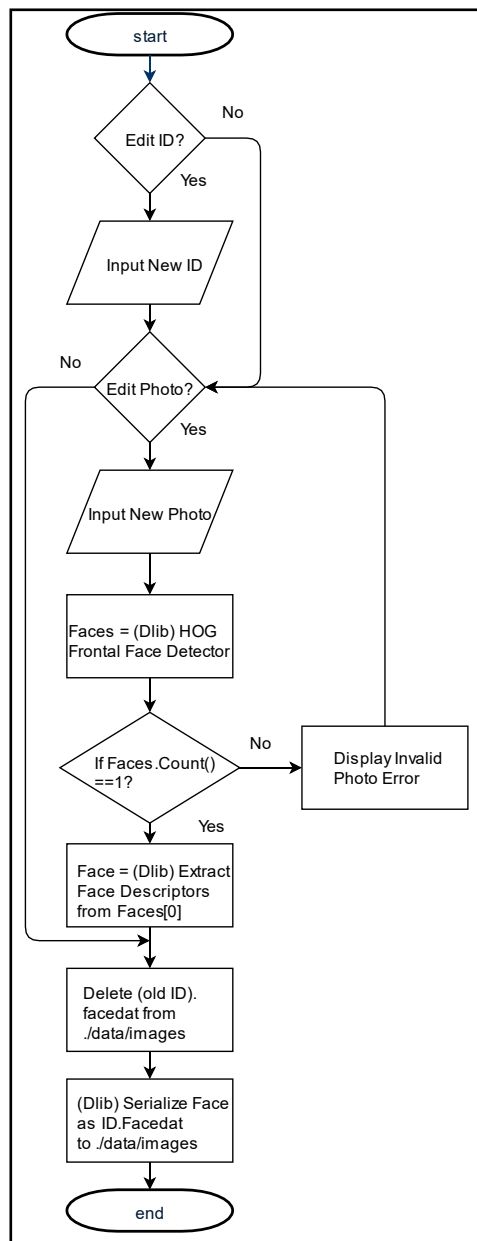 start
No
Edit ID?
Yes
Input New ID
No
Edit Photo?
Yes
Input New Photo
Faces = (Dlib) HOG
Frontal Face Detector
If Faces.Count()
==1?
No
Display Invalid
Photo Error
Yes
Face = (Dlib) Extract
Face Descriptors
from Faces[0]
Delete (old ID).
facedat from
./data/images
(Dlib) Serialize Face
as ID.Facedat
to ./data/images
end